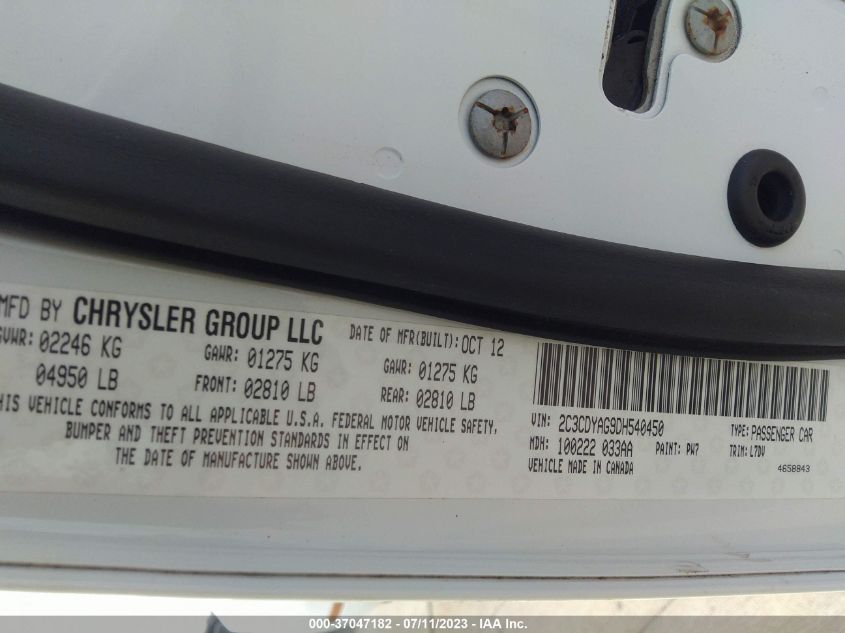 MFD BY CHRYSLER GROUP LLC
DATE OF MFR(BUILT): OCT 12
GVWR: 02246 KG
04950 LB
GAWR: 01275 KG
FRONT: 02810 LB
GAWR: 01275 KG
REAR: 02810 LB
THIS VEHICLE CONFORMS TO ALL APPLICABLE U.S.A. FEDERAL MOTOR VEHICLE SAFETY,
BUMPER AND THEFT PREVENTION STANDARDS IN EFFECT ON
THE DATE OF MANUFACTURE SHOWN ABOVE.
VIN: 2C3CDYAG9DH540450
TYPE: PASSENGER CAR
MDH: 100222 033AA
PAINT: PW7
TRIM: L7DV
VEHICLE MADE IN CANADA
4658843
000-37047182 - 07/11/2023 - IAA Inc.